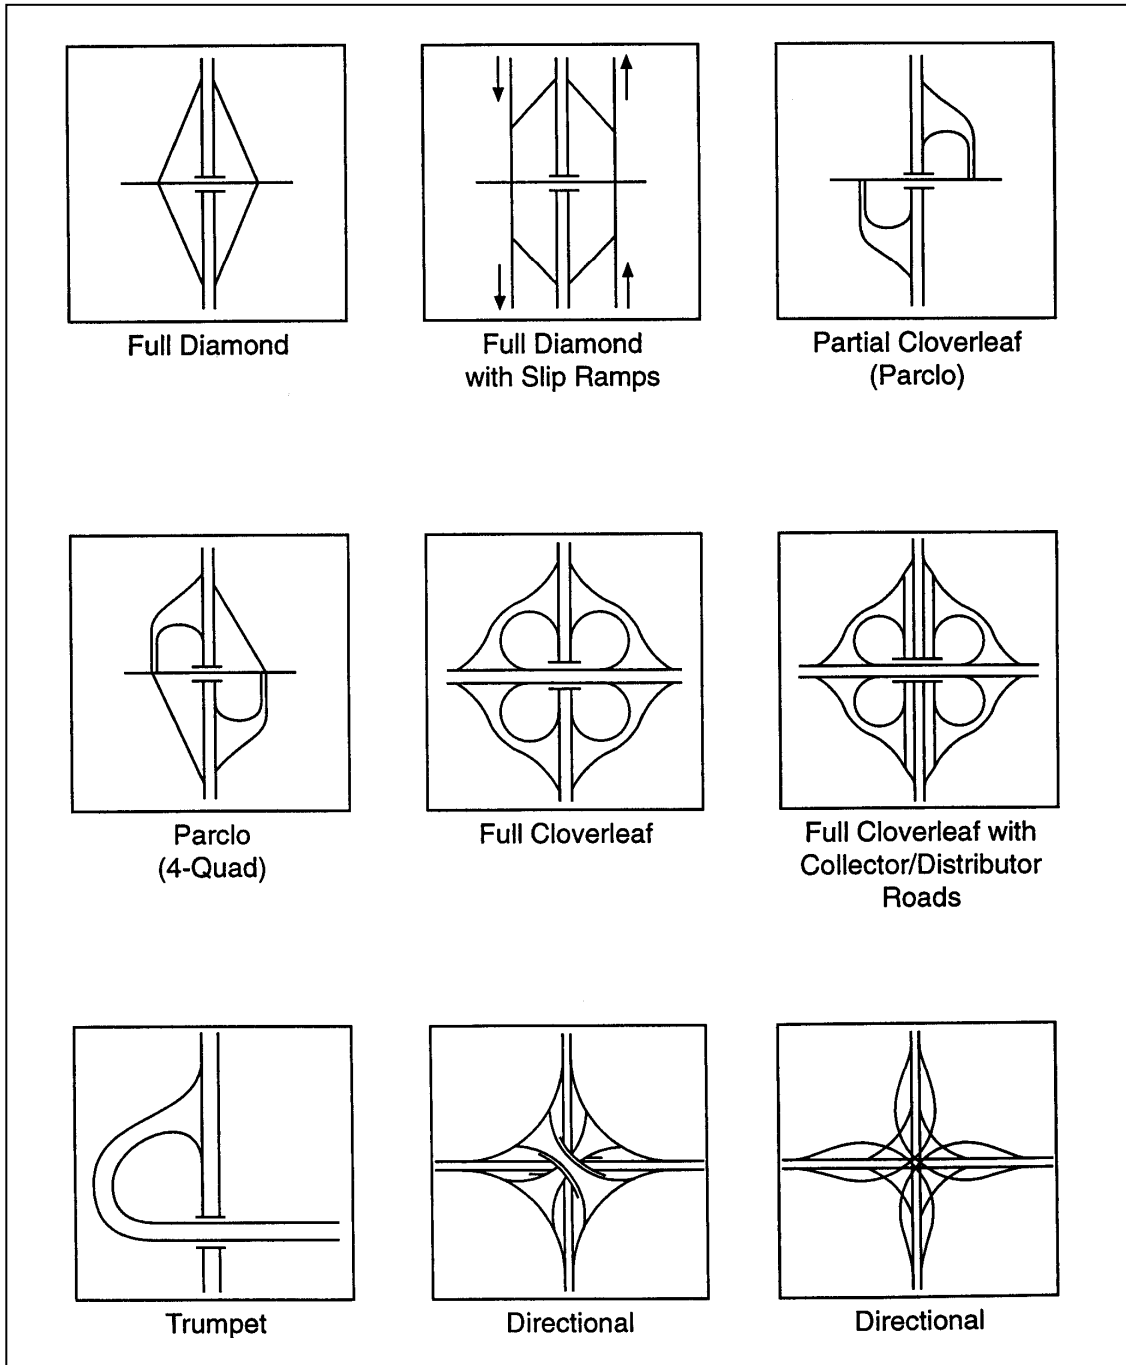 Full Diamond
Full Diamond
with Slip Ramps
Partial Cloverleaf
(Parclo)
Parclo
(4-Quad)
Full Cloverleaf
Full Cloverleaf with
Collector/Distributor
Roads
Trumpet
Directional
Directional